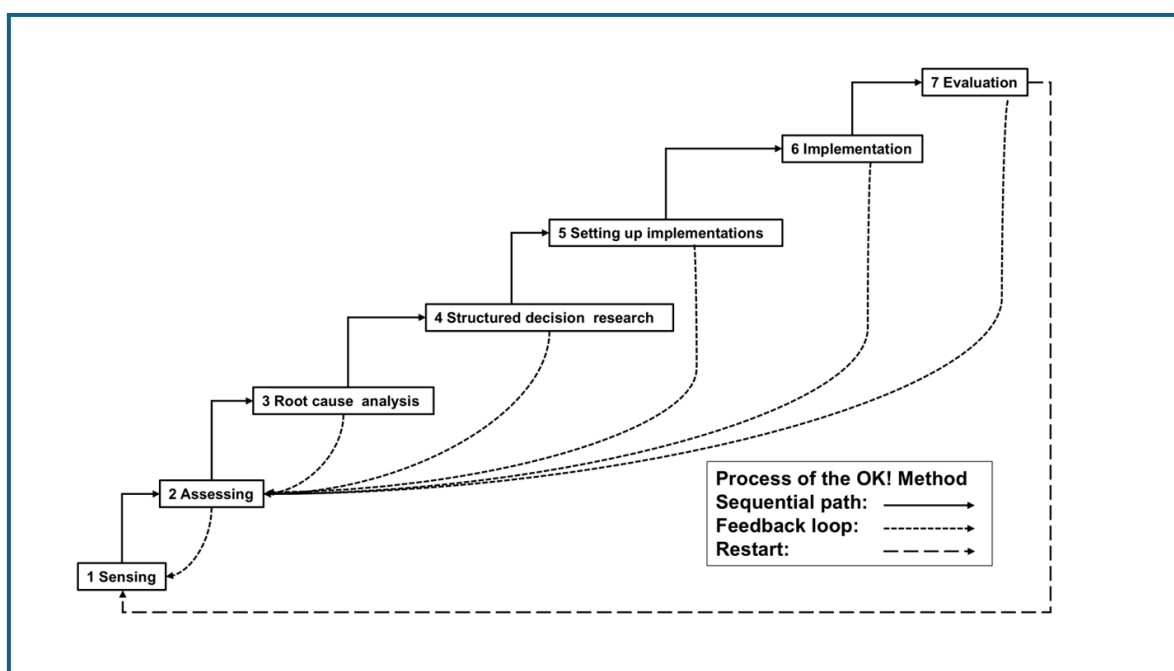 7 Evaluation
6 Implementation
5 Setting up implementations
4 Structured decision research
3 Root cause analysis
2 Assessing
1 Sensing
Process of the OK! Method
Sequential path:
Feedback loop:
Restart: